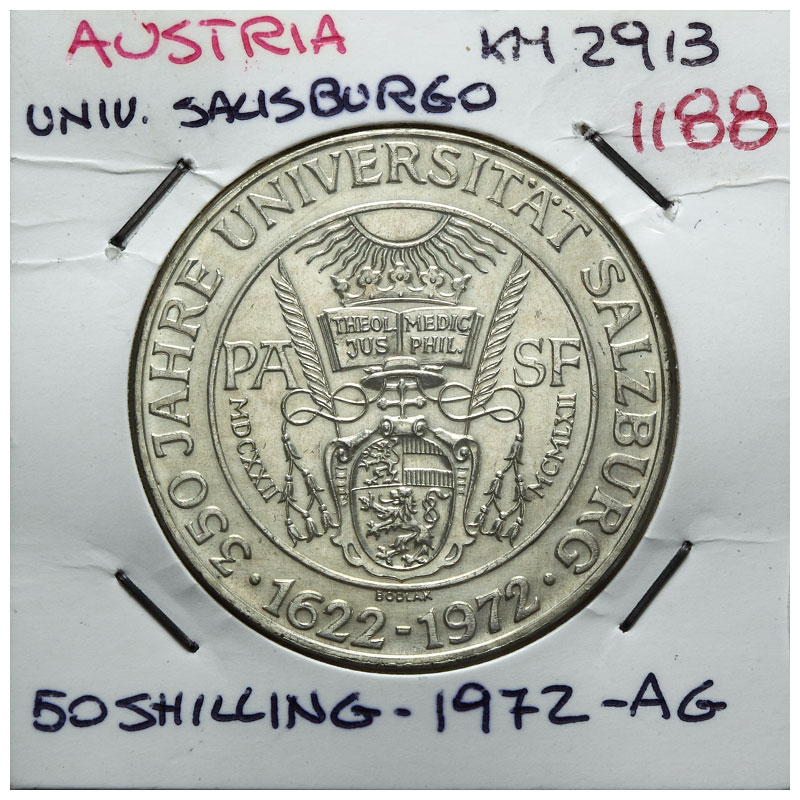 AUSTRIA
KM 2913
UNIV. SALISBURGO
1188
350 JAHRE UNIVERSITÄT SALZBURG
THEOL MEDIC
JUS PHIL.
PA SF
MDCXXII
MCMLXXII
BODLAK
· 1622 - 1972 ·
50 SHILLING - 1972 - AG